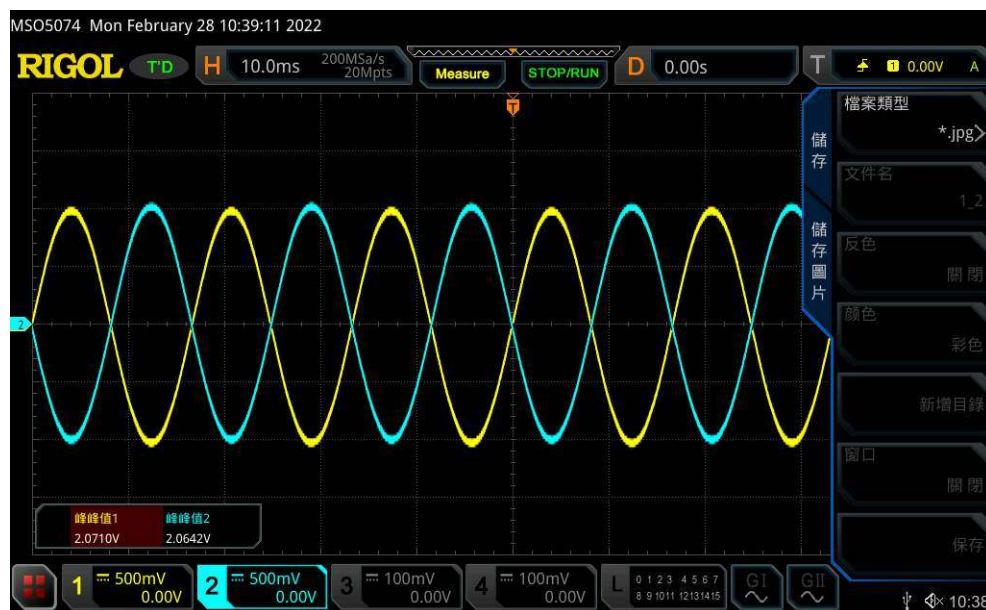 MSO5074 Mon February 28 10:39:11 2022
RIGOL T'D H 10.0ms 200MSa/s 20Mpts Measure STOP/RUN D 0.00s T 1 0.00V A
T
檔案類型
*.jpg
儲存
文件名
1_2
儲存圖片
反色
關閉
顏色
彩色
新增目錄
窗口
關閉
保存
2
峰峰值1 峰峰值2
2.0710V 2.0642V
1 500mV 0.00V
2 500mV 0.00V
3 100mV 0.00V
4 100mV 0.00V
L 0 1 2 3 4 5 6 7
8 9 10 11 12 13 14 15
GI GII
10:38